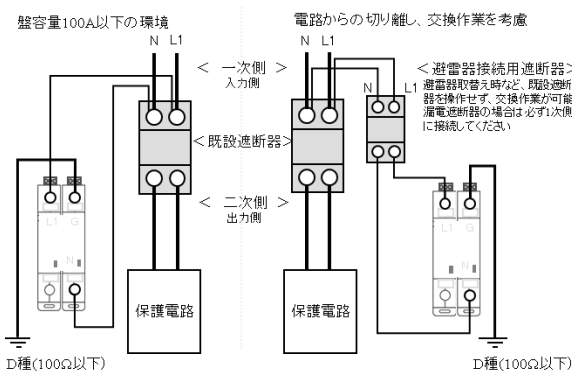 盤容量100A以下の環境
電路からの切り離し、交換作業を考慮
N L1
< 一次側 >
入力側
N L1
N L1
<避雷器接続用遮断器>
避雷器取替え時など、既設遮断
器を操作せず、交換作業が可能
漏電遮断器の場合は必ず1次側
に接続してください
<既設遮断器>
< 二次側 >
出力側
L1 G
N
L1 G
N
保護電路
保護電路
D種(100Ω以下)
D種(100Ω以下)